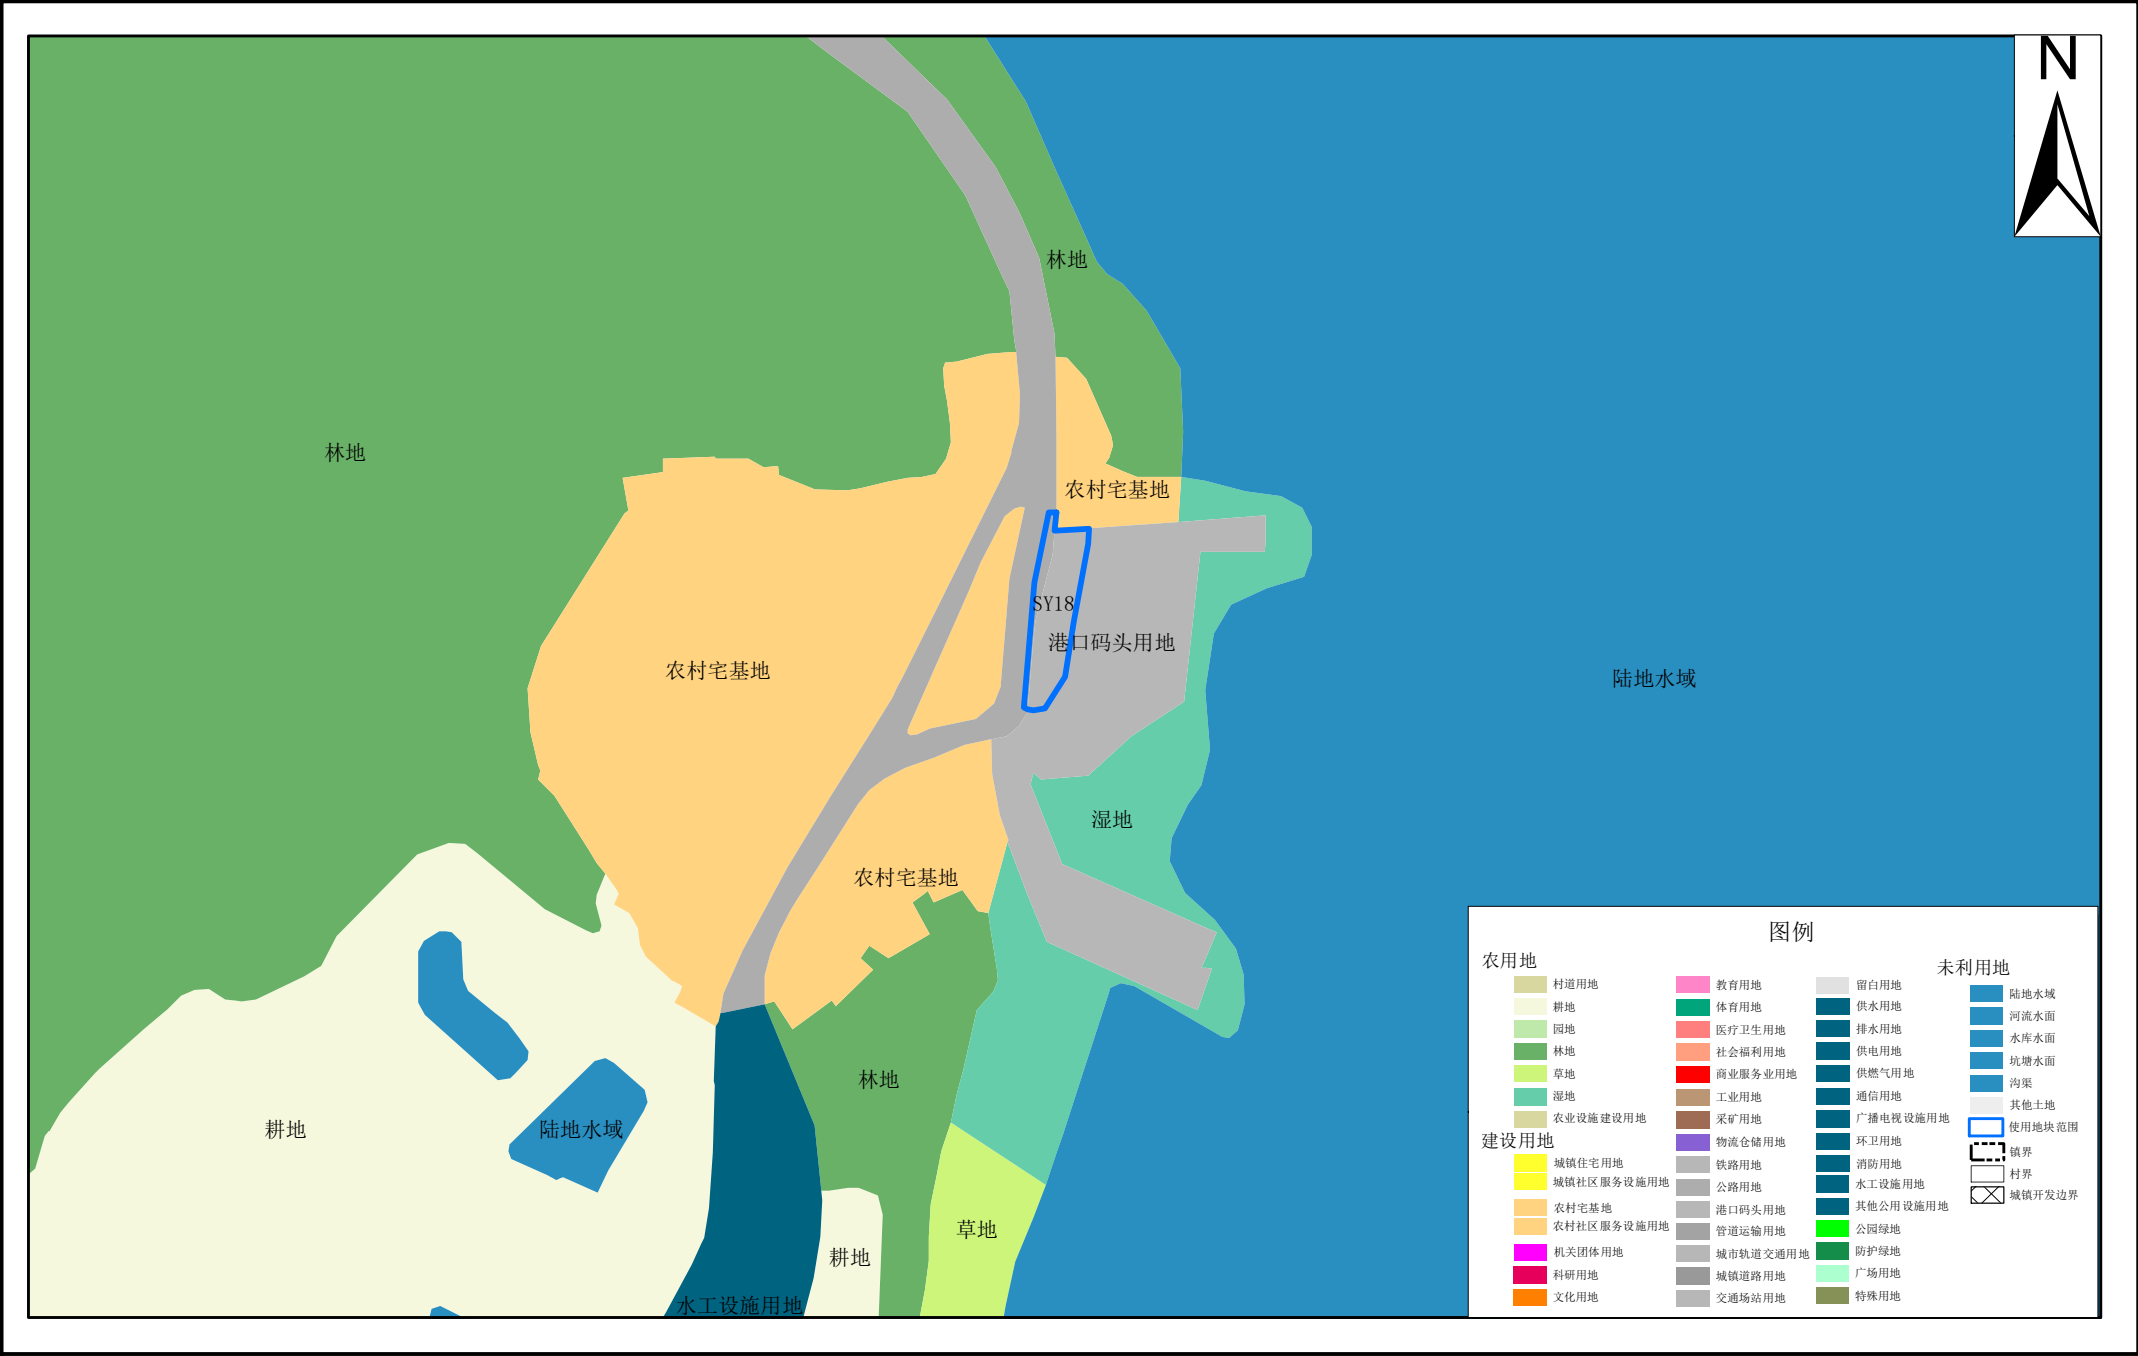 N
林地
林地
农村宅基地
SY18
港口码头用地
农村宅基地
陆地水域
湿地
农村宅基地
林地
耕地
陆地水域
草地
耕地
水工设施用地
图例
农用地
村道用地
耕地
园地
林地
草地
湿地
农业设施建设用地
建设用地
城镇住宅用地
城镇社区服务设施用地
农村宅基地
农村社区服务设施用地
机关团体用地
科研用地
文化用地
教育用地
体育用地
医疗卫生用地
社会福利用地
商业服务业用地
工业用地
采矿用地
物流仓储用地
铁路用地
公路用地
港口码头用地
管道运输用地
城市轨道交通用地
城镇道路用地
交通场站用地
留白用地
供水用地
排水用地
供电用地
供燃气用地
通信用地
广播电视设施用地
环卫用地
消防用地
水工设施用地
其他公用设施用地
公园绿地
防护绿地
广场用地
特殊用地
未利用地
陆地水域
河流水面
水库水面
坑塘水面
沟渠
其他土地
使用地块范围
镇界
村界
城镇开发边界